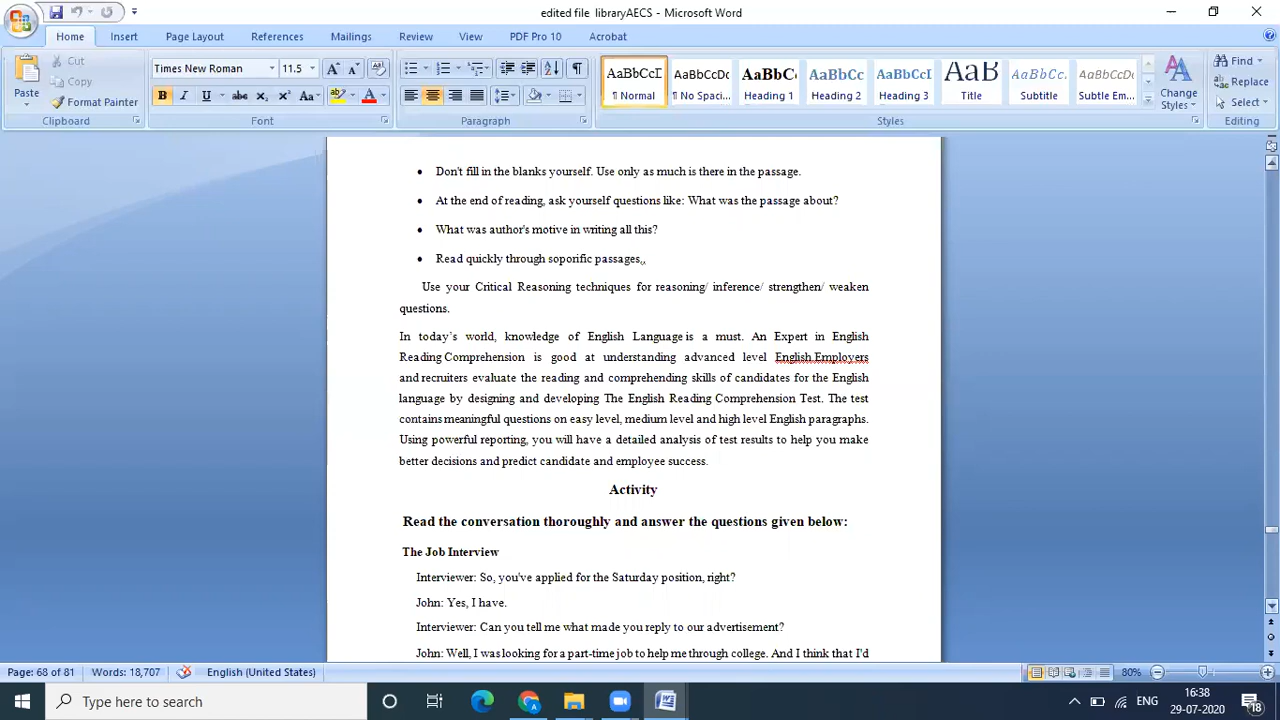 edited file libraryAECS - Microsoft Word
Home Insert Page Layout References Mailings Review View PDF Pro 10 Acrobat
Paste
Cut
Copy
Format Painter
Clipboard
Times New Roman 11.5
B I U abc x₂ x² Aa
Font
Paragraph
AaBbCcI AaBbCcDc AaBbC AaBbCc AaBbCcI AaB AaBbCc. AaBbCc.
¶ Normal ¶ No Spaci... Heading 1 Heading 2 Heading 3 Title Subtitle Subtle Em...
Change Styles
Styles
Find
Replace
Select
Editing
• Don't fill in the blanks yourself. Use only as much is there in the passage.
• At the end of reading, ask yourself questions like: What was the passage about?
• What was author's motive in writing all this?
• Read quickly through soporific passages,.
Use your Critical Reasoning techniques for reasoning/ inference/ strengthen/ weaken
questions.
In today's world, knowledge of English Language is a must. An Expert in English
Reading Comprehension is good at understanding advanced level English.Employers
and recruiters evaluate the reading and comprehending skills of candidates for the English
language by designing and developing The English Reading Comprehension Test. The test
contains meaningful questions on easy level, medium level and high level English paragraphs.
Using powerful reporting, you will have a detailed analysis of test results to help you make
better decisions and predict candidate and employee success.
Activity
Read the conversation thoroughly and answer the questions given below:
The Job Interview
Interviewer: So, you've applied for the Saturday position, right?
John: Yes, I have.
Interviewer: Can you tell me what made you reply to our advertisement?
John: Well, I was looking for a part-time job to help me through college. And I think that I'd
Page: 68 of 81 Words: 18,707 English (United States) 80%
Type here to search
ENG
16:38
29-07-2020
18